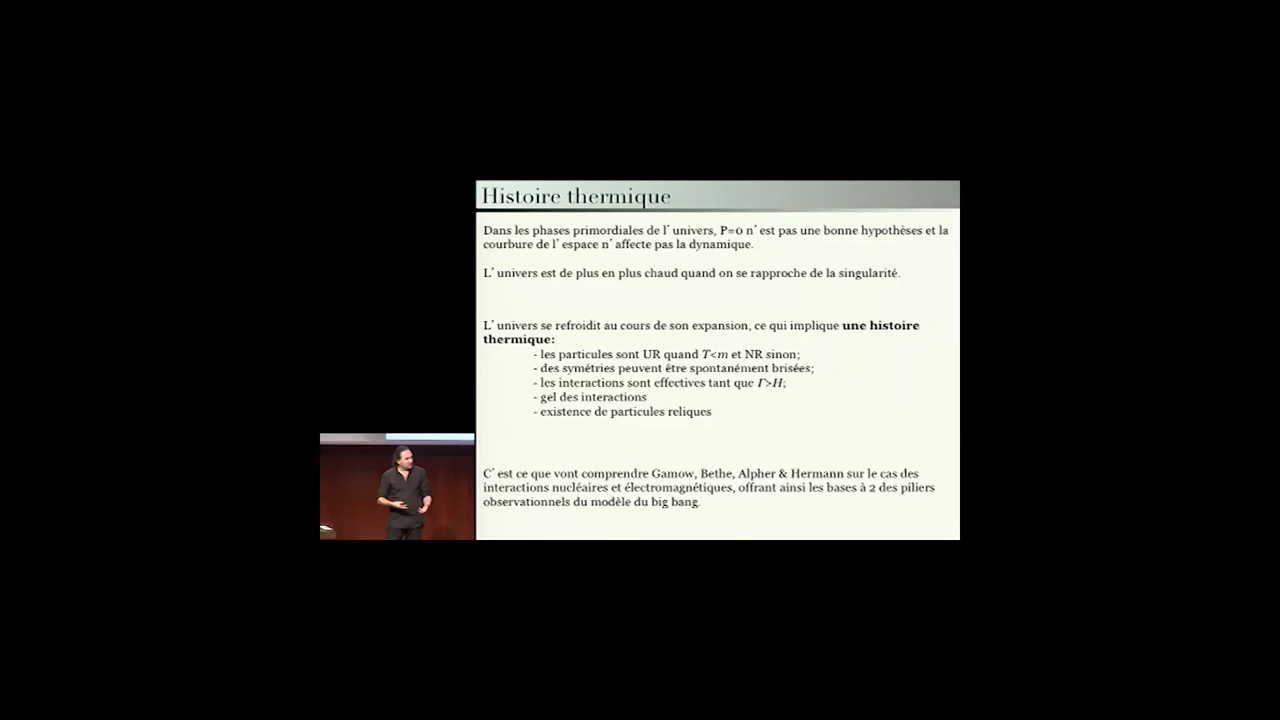 Histoire thermique
Dans les phases primordiales de l'univers, P=0 n'est pas une bonne hypothèses et la
courbure de l'espace n'affecte pas la dynamique.
L'univers est de plus en plus chaud quand on se rapproche de la singularité.
L'univers se refroidit au cours de son expansion, ce qui implique une histoire
thermique:
- les particules sont UR quand T<m et NR sinon;
- des symétries peuvent être spontanément brisées;
- les interactions sont effectives tant que Γ>H;
- gel des interactions
- existence de particules reliques
C'est ce que vont comprendre Gamow, Bethe, Alpher & Hermann sur le cas des
interactions nucléaires et électromagnétiques, offrant ainsi les bases à 2 des piliers
observationnels du modèle du big bang.